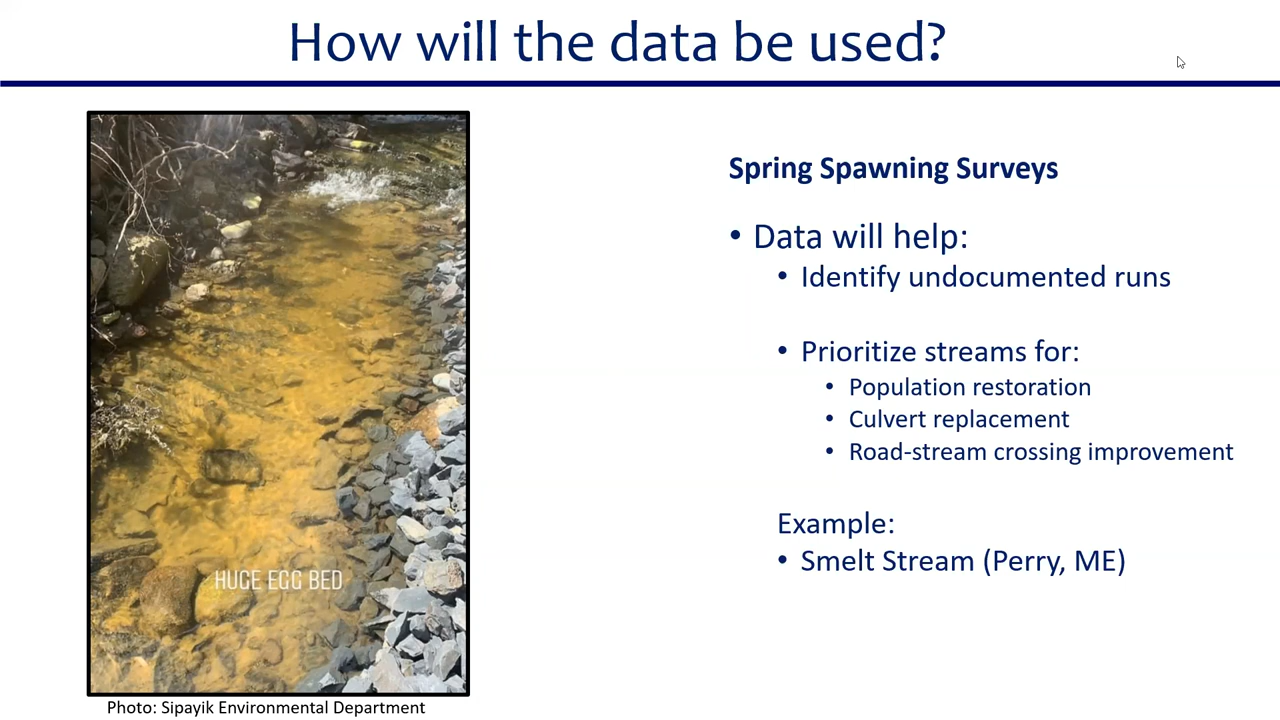 How will the data be used?
HUGE EGG BED
Photo: Sipayik Environmental Department
Spring Spawning Surveys
• Data will help:
• Identify undocumented runs
• Prioritize streams for:
• Population restoration
• Culvert replacement
• Road-stream crossing improvement
Example:
• Smelt Stream (Perry, ME)